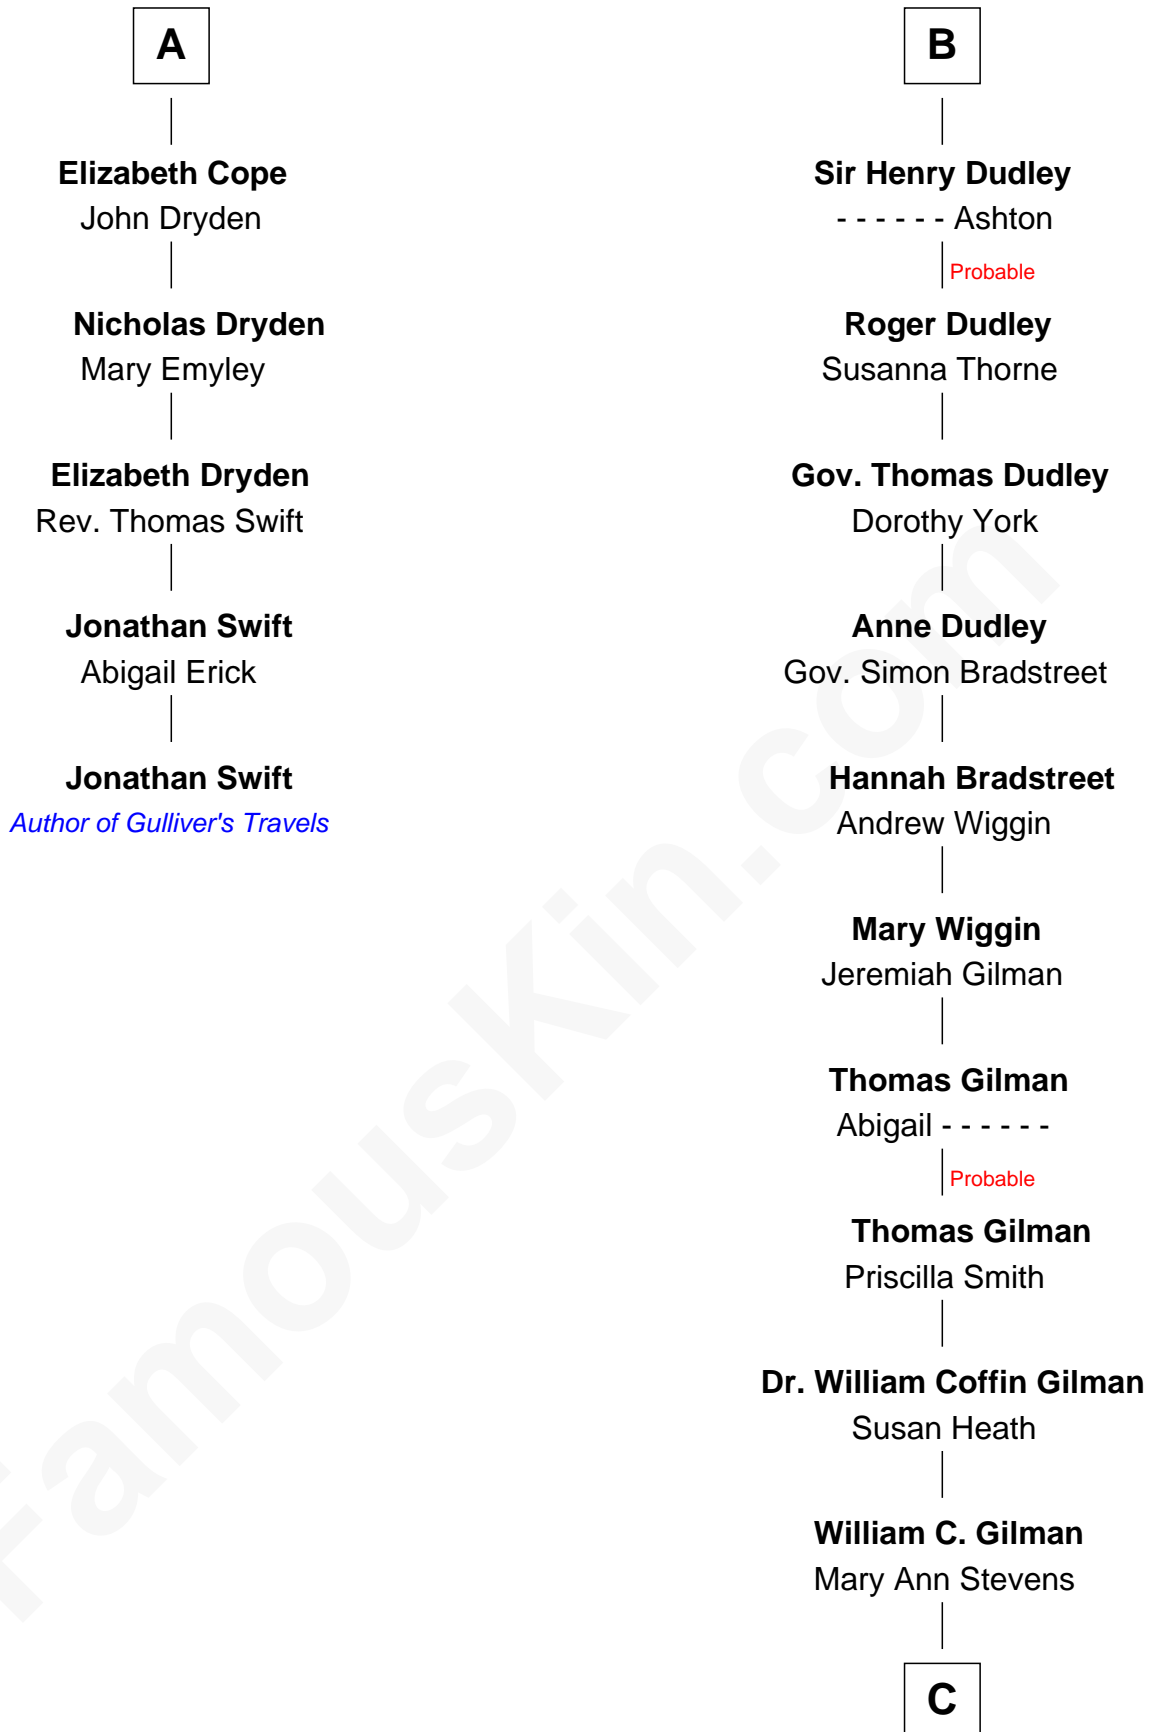 A
Elizabeth Cope
John Dryden
Nicholas Dryden
Mary Emyley
Elizabeth Dryden
Rev. Thomas Swift
Jonathan Swift
Abigail Erick
Jonathan Swift
Author of Gulliver's Travels
B
Sir Henry Dudley
- - - - - - Ashton
Probable
Roger Dudley
Susanna Thorne
Gov. Thomas Dudley
Dorothy York
Anne Dudley
Gov. Simon Bradstreet
Hannah Bradstreet
Andrew Wiggin
Mary Wiggin
Jeremiah Gilman
Thomas Gilman
Abigail - - - - - -
Probable
Thomas Gilman
Priscilla Smith
Dr. William Coffin Gilman
Susan Heath
William C. Gilman
Mary Ann Stevens
C
FamousKin.com